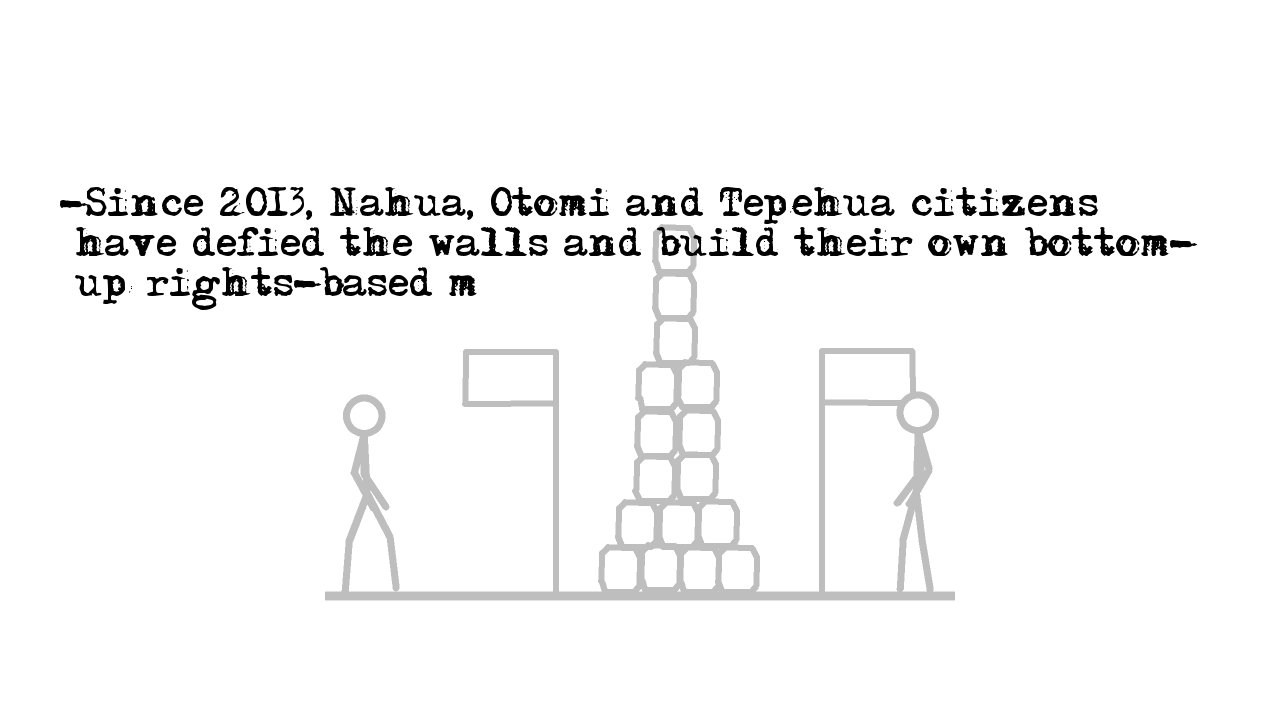 -Since 2013, Nahua, Otomi and Tepehua citizens
have defied the walls and build their own bottom-
up rights-based m